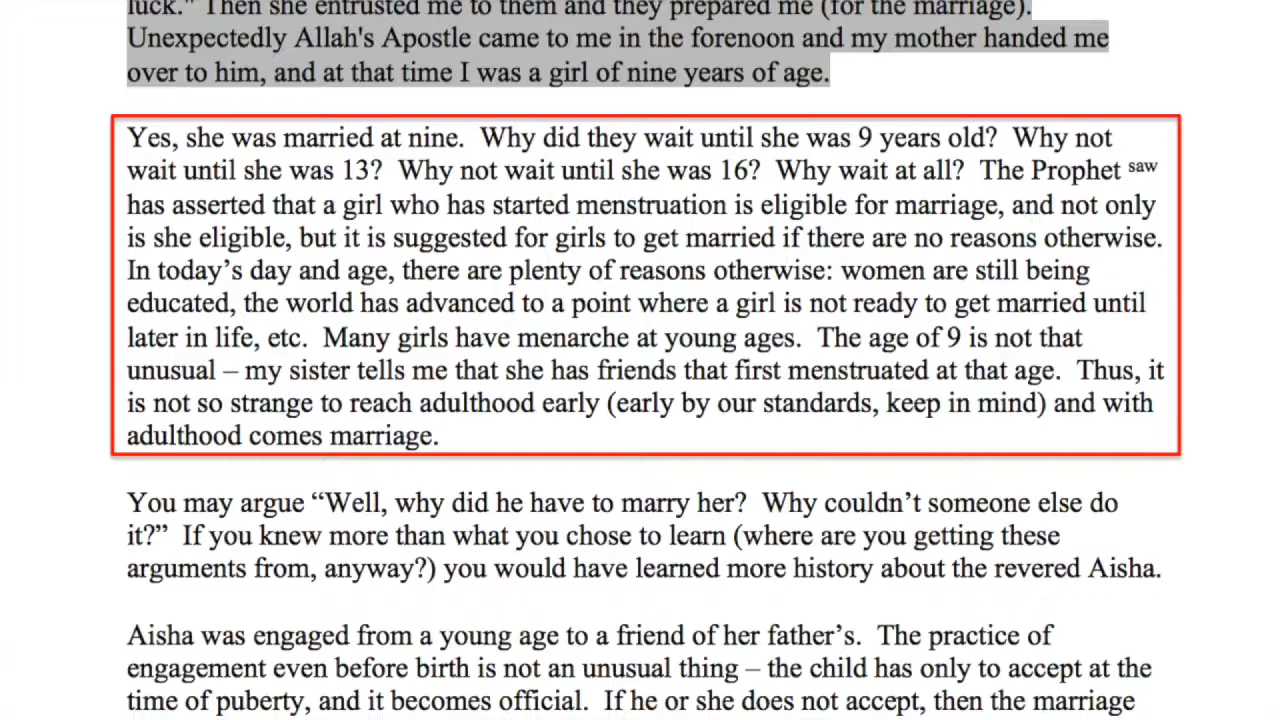 luck." Then she entrusted me to them and they prepared me (for the marriage).
Unexpectedly Allah's Apostle came to me in the forenoon and my mother handed me
over to him, and at that time I was a girl of nine years of age.
Yes, she was married at nine.  Why did they wait until she was 9 years old?  Why not
wait until she was 13?  Why not wait until she was 16?  Why wait at all?  The Prophet saw
has asserted that a girl who has started menstruation is eligible for marriage, and not only
is she eligible, but it is suggested for girls to get married if there are no reasons otherwise.
In today’s day and age, there are plenty of reasons otherwise: women are still being
educated, the world has advanced to a point where a girl is not ready to get married until
later in life, etc.  Many girls have menarche at young ages.  The age of 9 is not that
unusual – my sister tells me that she has friends that first menstruated at that age.  Thus, it
is not so strange to reach adulthood early (early by our standards, keep in mind) and with
adulthood comes marriage.
You may argue “Well, why did he have to marry her?  Why couldn’t someone else do
it?”  If you knew more than what you chose to learn (where are you getting these
arguments from, anyway?) you would have learned more history about the revered Aisha.
Aisha was engaged from a young age to a friend of her father’s.  The practice of
engagement even before birth is not an unusual thing – the child has only to accept at the
time of puberty, and it becomes official.  If he or she does not accept, then the marriage